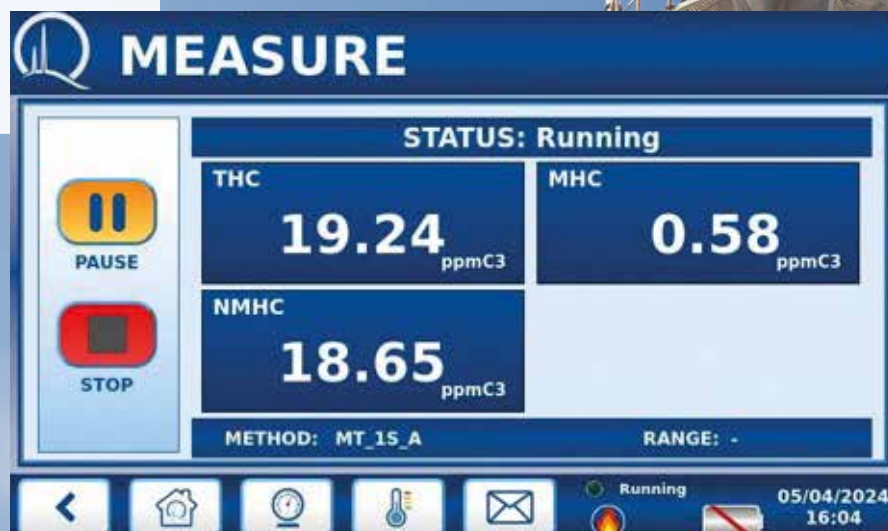 MEASURE
STATUS: Running
THC
19.24 ppmC3
MHC
0.58 ppmC3
NMHC
18.65 ppmC3
PAUSE
STOP
METHOD: MT_1S_A
RANGE: -
Running
05/04/2024
16:04